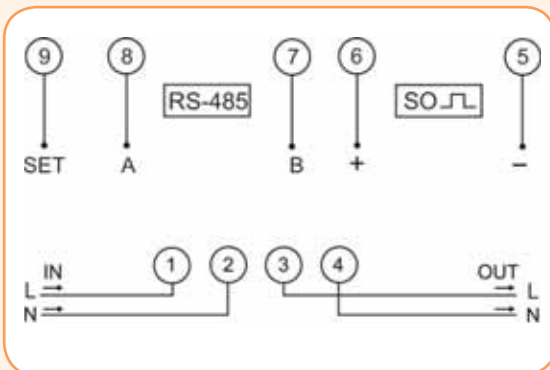 9 8 7 6 5
RS-485 SO
SET A B + −
IN 1 2 3 4 OUT
L L
N N